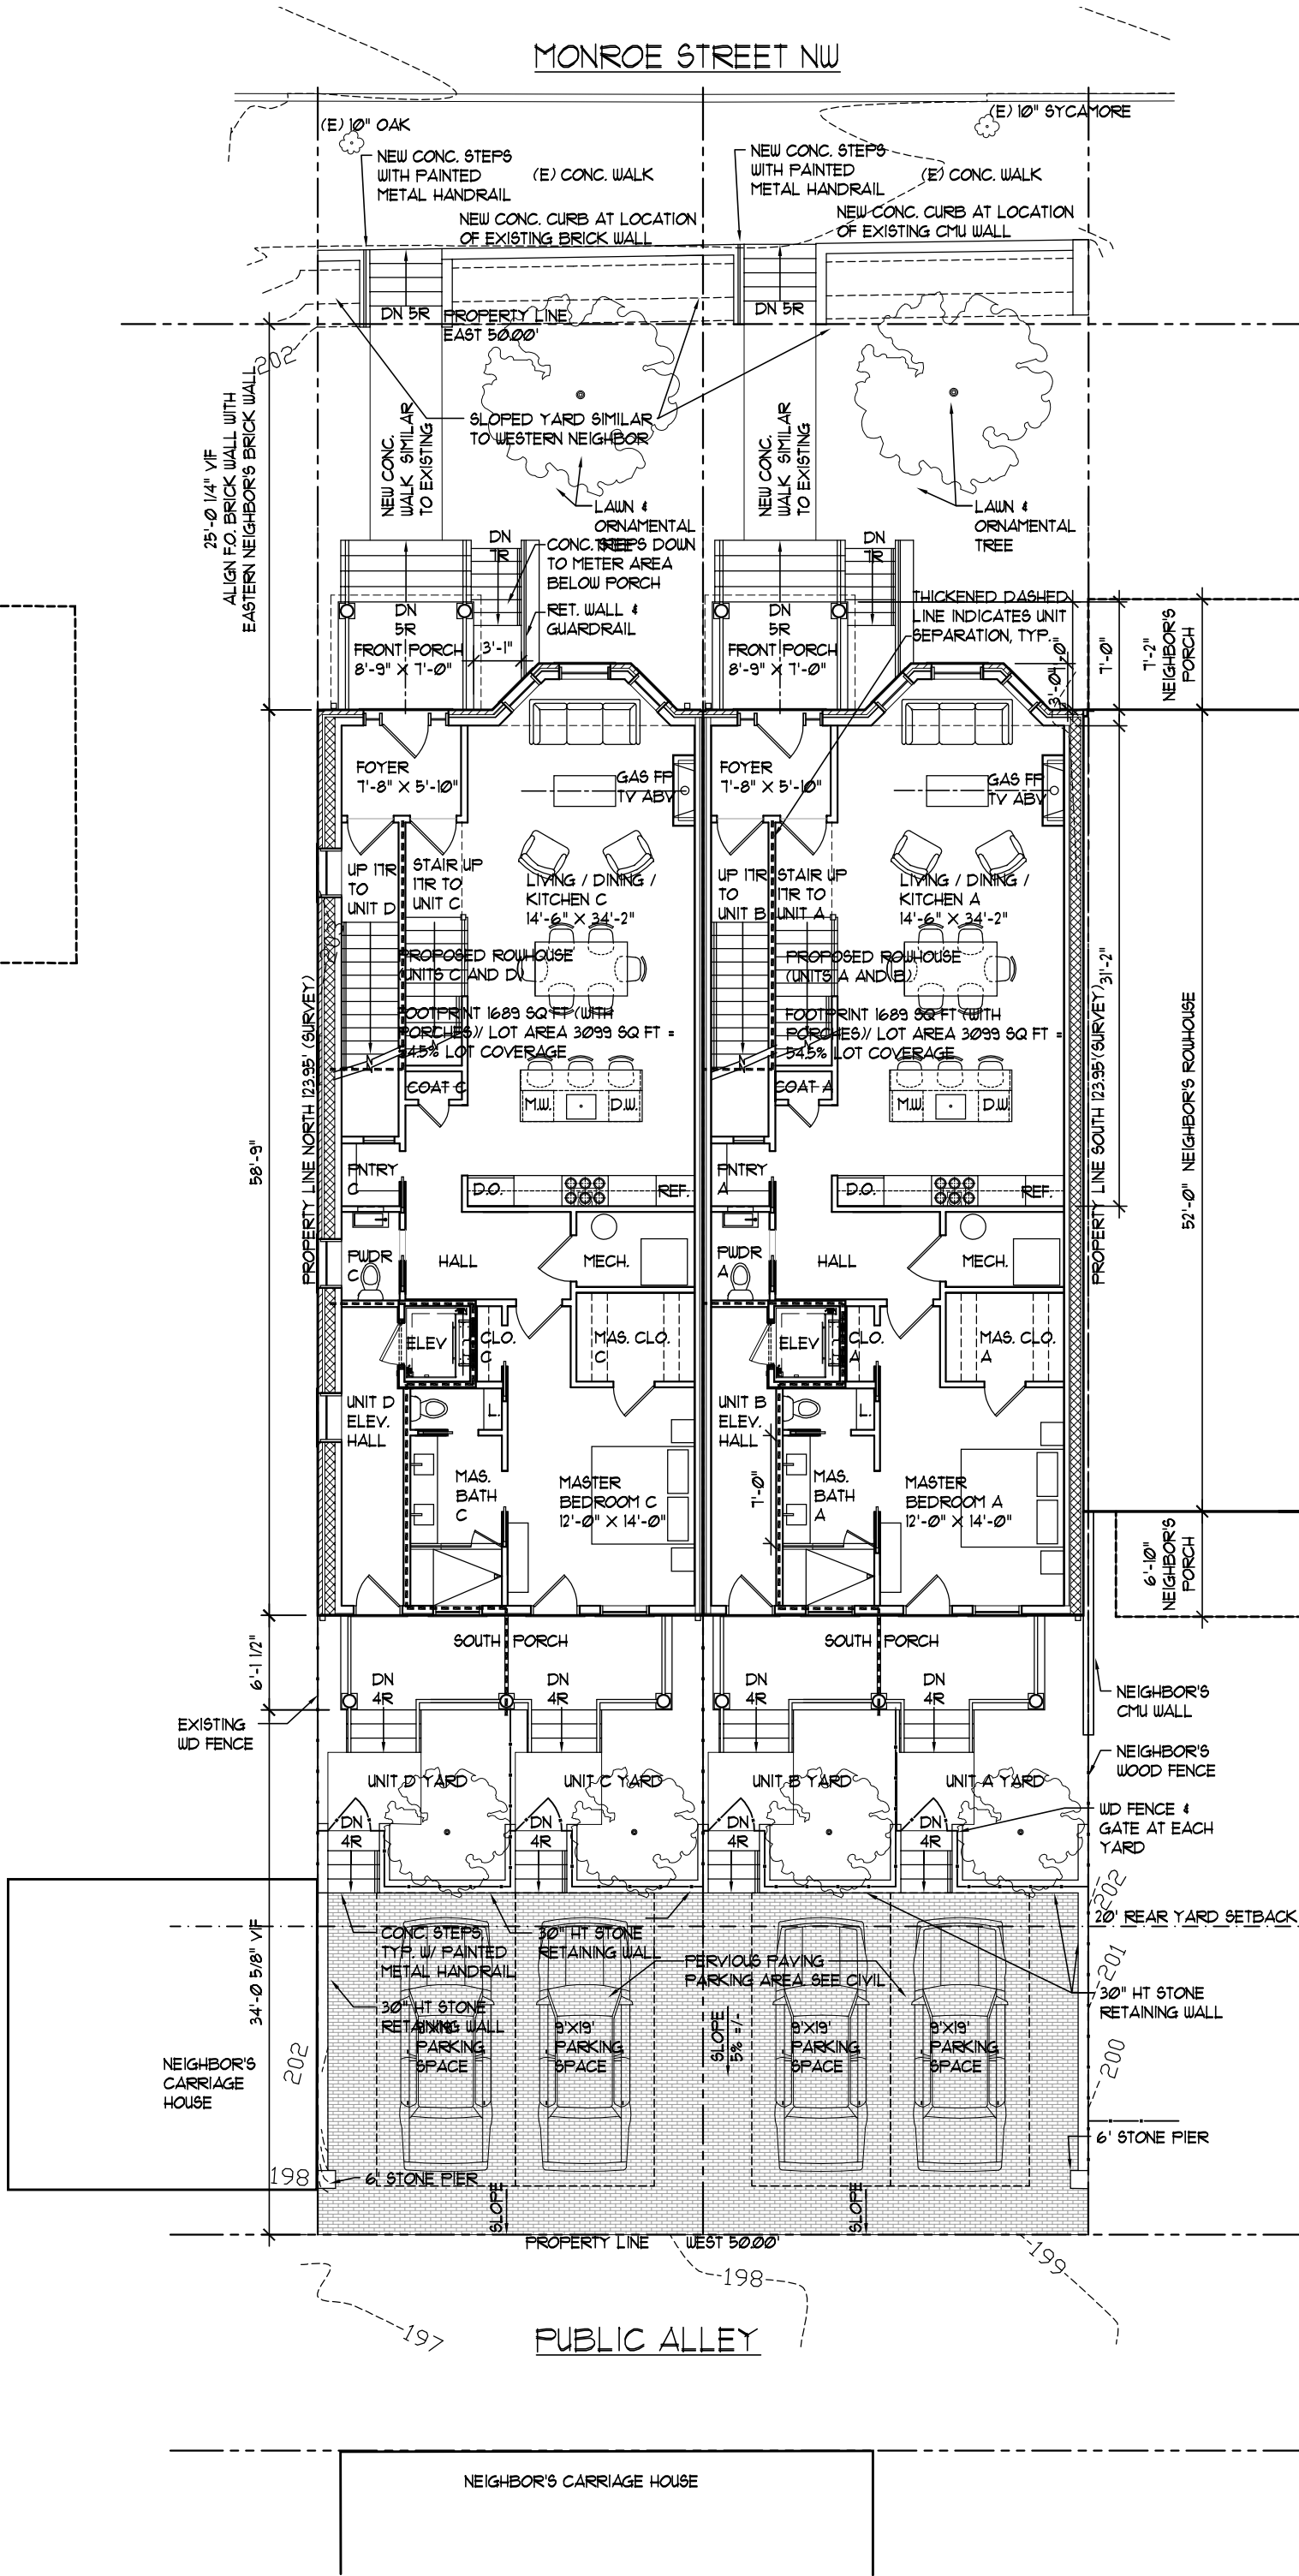 MONROE STREET NW
(E) 10" OAK
(E) 10" SYCAMORE
NEW CONC. STEPS
WITH PAINTED
METAL HANDRAIL
(E) CONC. WALK
NEW CONC. STEPS
WITH PAINTED
METAL HANDRAIL
(E) CONC. WALK
NEW CONC. CURB AT LOCATION
OF EXISTING BRICK WALL
NEW CONC. CURB AT LOCATION
OF EXISTING CMU WALL
DN 5R
DN 5R
PROPERTY LINE
EAST 50.00'
202
25'-0 1/4" VIF
ALIGN F.O. BRICK WALL WITH
EASTERN NEIGHBOR'S BRICK WALL
NEW CONC.
WALK SIMILAR
TO EXISTING
SLOPED YARD SIMILAR
TO WESTERN NEIGHBOR
NEW CONC.
WALK SIMILAR
TO EXISTING
LAWN &
ORNAMENTAL
TREE
LAWN &
ORNAMENTAL
TREE
DN
7R
CONC. STEPS DOWN
TO METER AREA
BELOW PORCH
DN
7R
RET. WALL &
GUARDRAIL
THICKENED DASHED
LINE INDICATES UNIT
SEPARATION, TYP.
DN
5R
FRONT PORCH
8'-9" X 7'-0"
3'-1"
DN
5R
FRONT PORCH
8'-9" X 7'-0"
7'-0"
7'-2"
NEIGHBOR'S
PORCH
FOYER
7'-8" X 5'-10"
GAS FP
TV ABV
FOYER
7'-8" X 5'-10"
GAS FP
TV ABV
UP 17R
TO
UNIT D
STAIR UP
17R TO
UNIT C
LIVING / DINING /
KITCHEN C
14'-6" X 34'-2"
UP 17R
TO
UNIT B
STAIR UP
17R TO
UNIT A
LIVING / DINING /
KITCHEN A
14'-6" X 34'-2"
PROPOSED ROWHOUSE
UNITS C AND D)
FOOTPRINT 1689 SQ FT (WITH
PORCHES)/ LOT AREA 3099 SQ FT =
54.5% LOT COVERAGE
PROPOSED ROWHOUSE
(UNITS A AND B)
FOOTPRINT 1689 SQ FT (WITH
PORCHES)/ LOT AREA 3099 SQ FT =
54.5% LOT COVERAGE
31'-2"
PROPERTY LINE NORTH 123.95' (SURVEY)
PROPERTY LINE SOUTH 123.95' (SURVEY)
52'-0" NEIGHBOR'S ROWHOUSE
58'-9"
COAT C
M.W.
D.W.
COAT A
M.W.
D.W.
PNTRY
C
D.O.
REF.
PNTRY
A
D.O.
REF.
PWDR
C
HALL
MECH.
PWDR
A
HALL
MECH.
ELEV
CLO.
C
MAS. CLO.
C
ELEV
CLO.
A
MAS. CLO.
A
UNIT D
ELEV.
HALL
L.
UNIT B
ELEV.
HALL
L.
MAS.
BATH
C
MASTER
BEDROOM C
12'-0" X 14'-0"
7'-0"
MAS.
BATH
A
MASTER
BEDROOM A
12'-0" X 14'-0"
6'-10"
NEIGHBOR'S
PORCH
SOUTH PORCH
SOUTH PORCH
6'-1 1/2"
DN
4R
DN
4R
DN
4R
DN
4R
NEIGHBOR'S
CMU WALL
EXISTING
WD FENCE
NEIGHBOR'S
WOOD FENCE
UNIT D YARD
UNIT C YARD
UNIT B YARD
UNIT A YARD
DN
4R
DN
4R
DN
4R
DN
4R
WD FENCE &
GATE AT EACH
YARD
202
20' REAR YARD SETBACK
CONC. STEPS,
TYP. W/ PAINTED
METAL HANDRAIL
30" HT STONE
RETAINING WALL
PERVIOUS PAVING
PARKING AREA. SEE CIVIL
201
34'-0 5/8" VIF
30" HT STONE
RETAINING WALL
30" HT STONE
RETAINING WALL
9'X19'
PARKING
SPACE
9'X19'
PARKING
SPACE
SLOPE
5% =/-
9'X19'
PARKING
SPACE
9'X19'
PARKING
SPACE
200
202
NEIGHBOR'S
CARRIAGE
HOUSE
6' STONE PIER
198
6' STONE PIER
SLOPE
SLOPE
PROPERTY LINE WEST 50.00'
199
198
197
PUBLIC ALLEY
NEIGHBOR'S CARRIAGE HOUSE